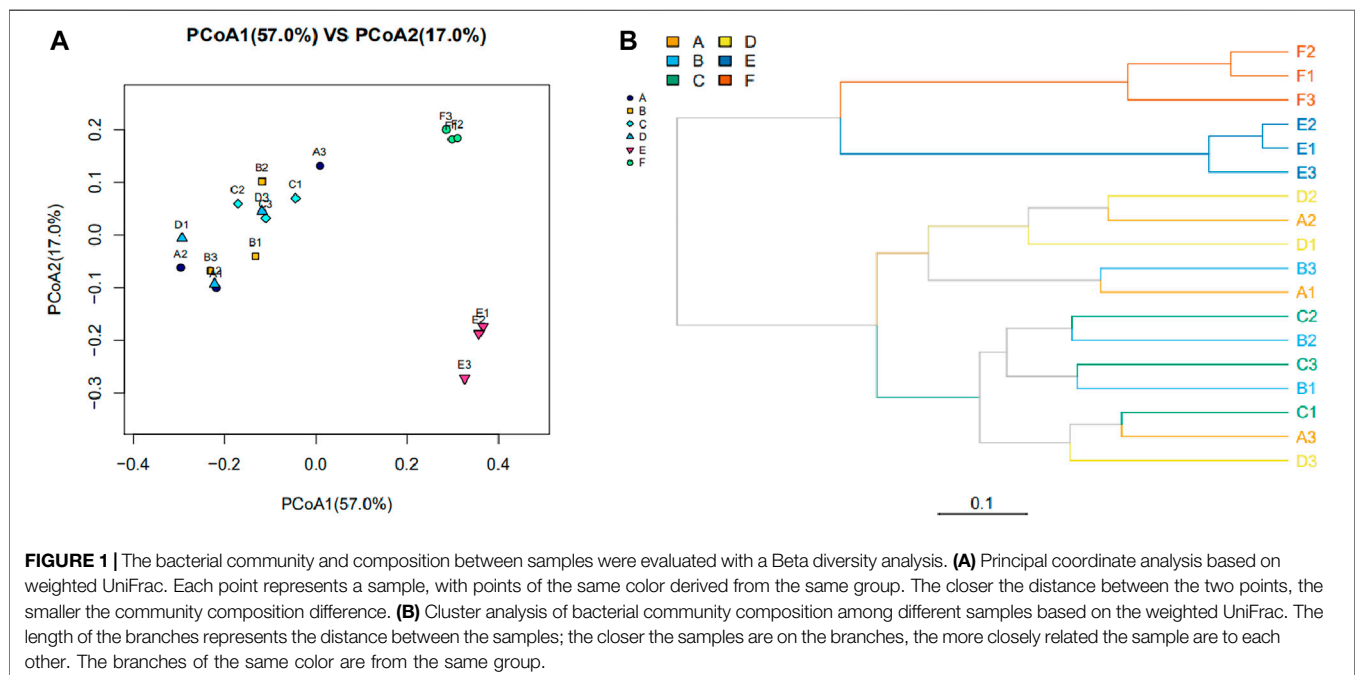 A
PCoA1(57.0%) VS PCoA2(17.0%)
PCoA2(17.0%)
0.2
0.1
0.0
−0.1
−0.2
−0.3
−0.4
−0.2
0.0
0.2
0.4
PCoA1(57.0%)
F3
F2
A3
B2
C2
C1
D3
C3
D1
B1
A2
B3
A1
E1
E2
E3
A
B
C
D
E
F
B
A D
B E
C F
F2
F1
F3
E2
E1
E3
D2
A2
D1
B3
A1
C2
B2
C3
B1
C1
A3
D3
0.1
FIGURE 1 | The bacterial community and composition between samples were evaluated with a Beta diversity analysis. (A) Principal coordinate analysis based on
weighted UniFrac. Each point represents a sample, with points of the same color derived from the same group. The closer the distance between the two points, the
smaller the community composition difference. (B) Cluster analysis of bacterial community composition among different samples based on the weighted UniFrac. The
length of the branches represents the distance between the samples; the closer the samples are on the branches, the more closely related the sample are to each
other. The branches of the same color are from the same group.